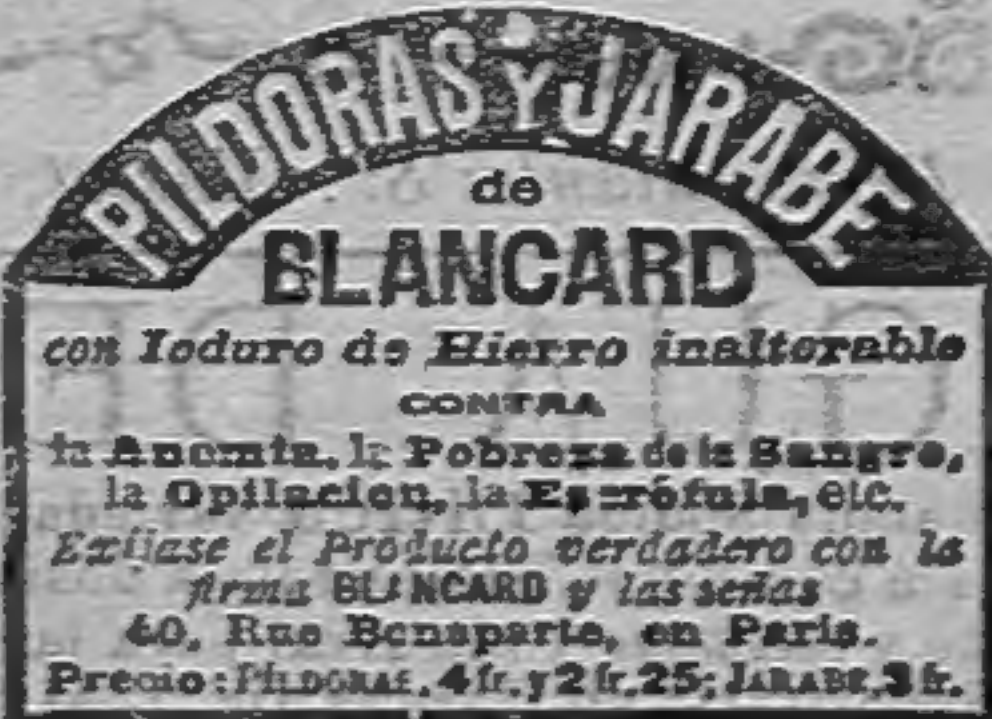 PILDORAS Y JARABE
de
BLANCARD
con Ioduro de Hierro inalterable
CONTRA
la Anemia, la Pobreza de la Sangre,
la Opilacion, la Escrófula, etc.
Exijase el Producto verdadero con la
firma BLANCARD y las señas
40, Rue Bonaparte, en Paris.
Precio: PILDORAS, 4 fr. y 2 fr. 25; JARABE, 3 fr.